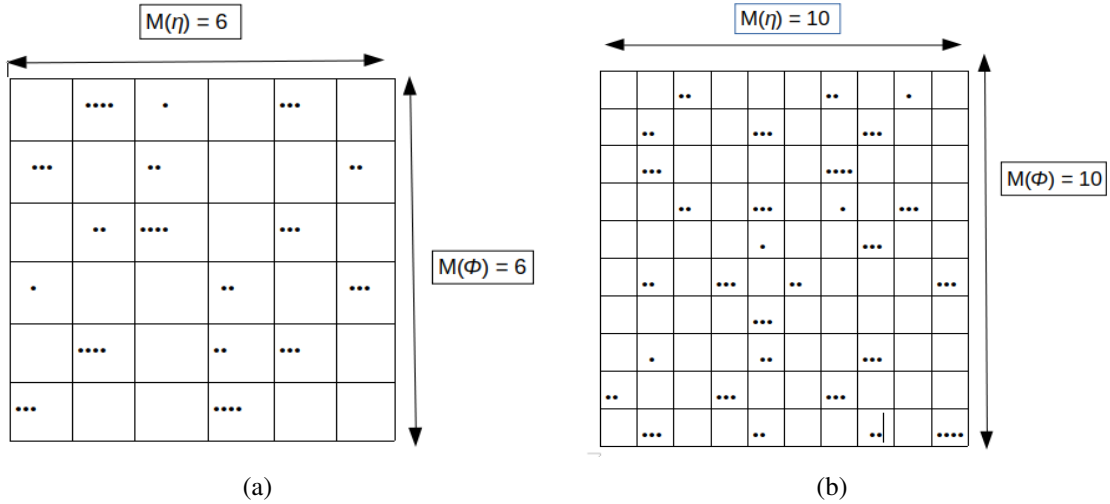 M(η) = 6
M(η) = 10
M(Φ) = 6
M(Φ) = 10
(a)
(b)